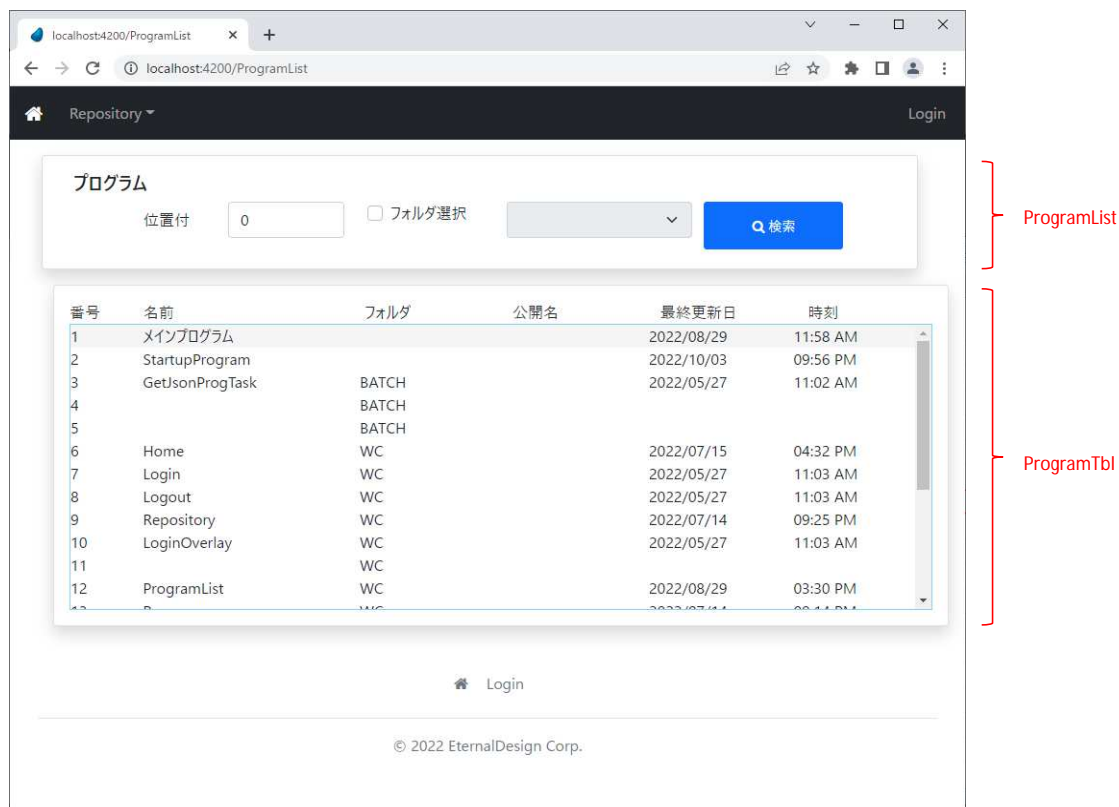 localhost:4200/ProgramList
localhost:4200/ProgramList
Repository Login
プログラム
位置付 0 フォルダ選択 検索
ProgramList
番号 名前 フォルダ 公開名 最終更新日 時刻
1 メインプログラム 2022/08/29 11:58 AM
2 StartupProgram 2022/10/03 09:56 PM
3 GetJsonProgTask BATCH 2022/05/27 11:02 AM
4 BATCH
5 BATCH
6 Home WC 2022/07/15 04:32 PM
7 Login WC 2022/05/27 11:03 AM
ProgramTbl
8 Logout WC 2022/05/27 11:03 AM
9 Repository WC 2022/07/14 09:25 PM
10 LoginOverlay WC 2022/05/27 11:03 AM
11 WC
12 ProgramList WC 2022/08/29 03:30 PM
Login
© 2022 EternalDesign Corp.